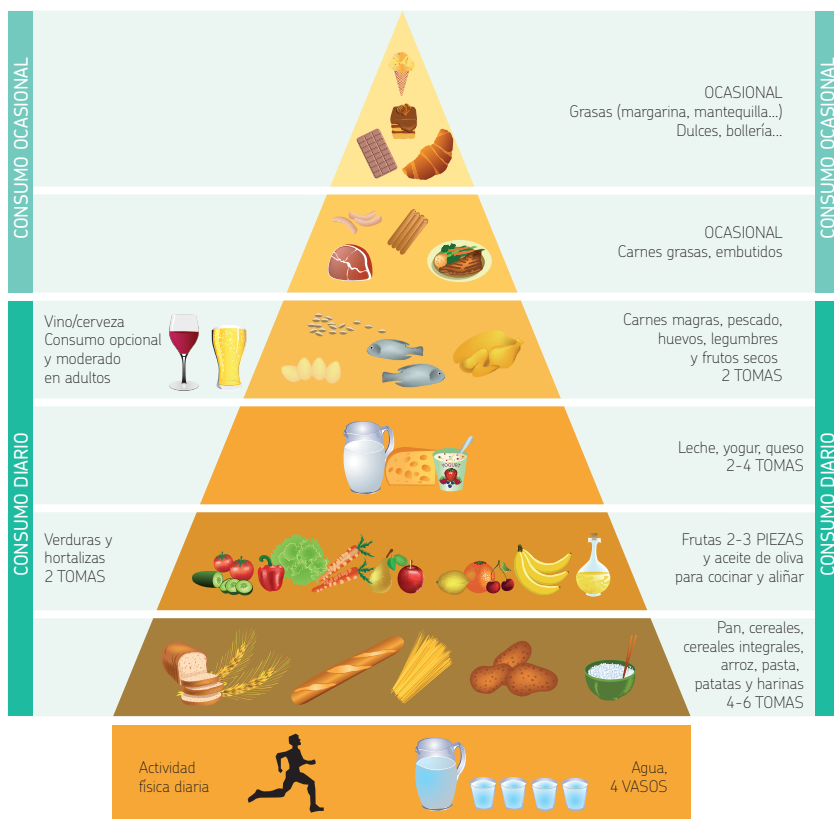 CONSUMO OCASIONAL
OCASIONAL
Grasas (margarina, mantequilla...)
Dulces, bollería...
CONSUMO OCASIONAL
OCASIONAL
Carnes grasas, embutidos
CONSUMO DIARIO
Vino/cerveza
Consumo opcional
y moderado
en adultos
Carnes magras, pescado,
huevos, legumbres
y frutos secos
2 TOMAS
CONSUMO DIARIO
YOGURT
Leche, yogur, queso
2-4 TOMAS
Verduras y
hortalizas
2 TOMAS
Frutas 2-3 PIEZAS
y aceite de oliva
para cocinar y aliñar
Pan, cereales,
cereales integrales,
arroz, pasta,
patatas y harinas
4-6 TOMAS
Actividad
física diaria
Agua,
4 VASOS